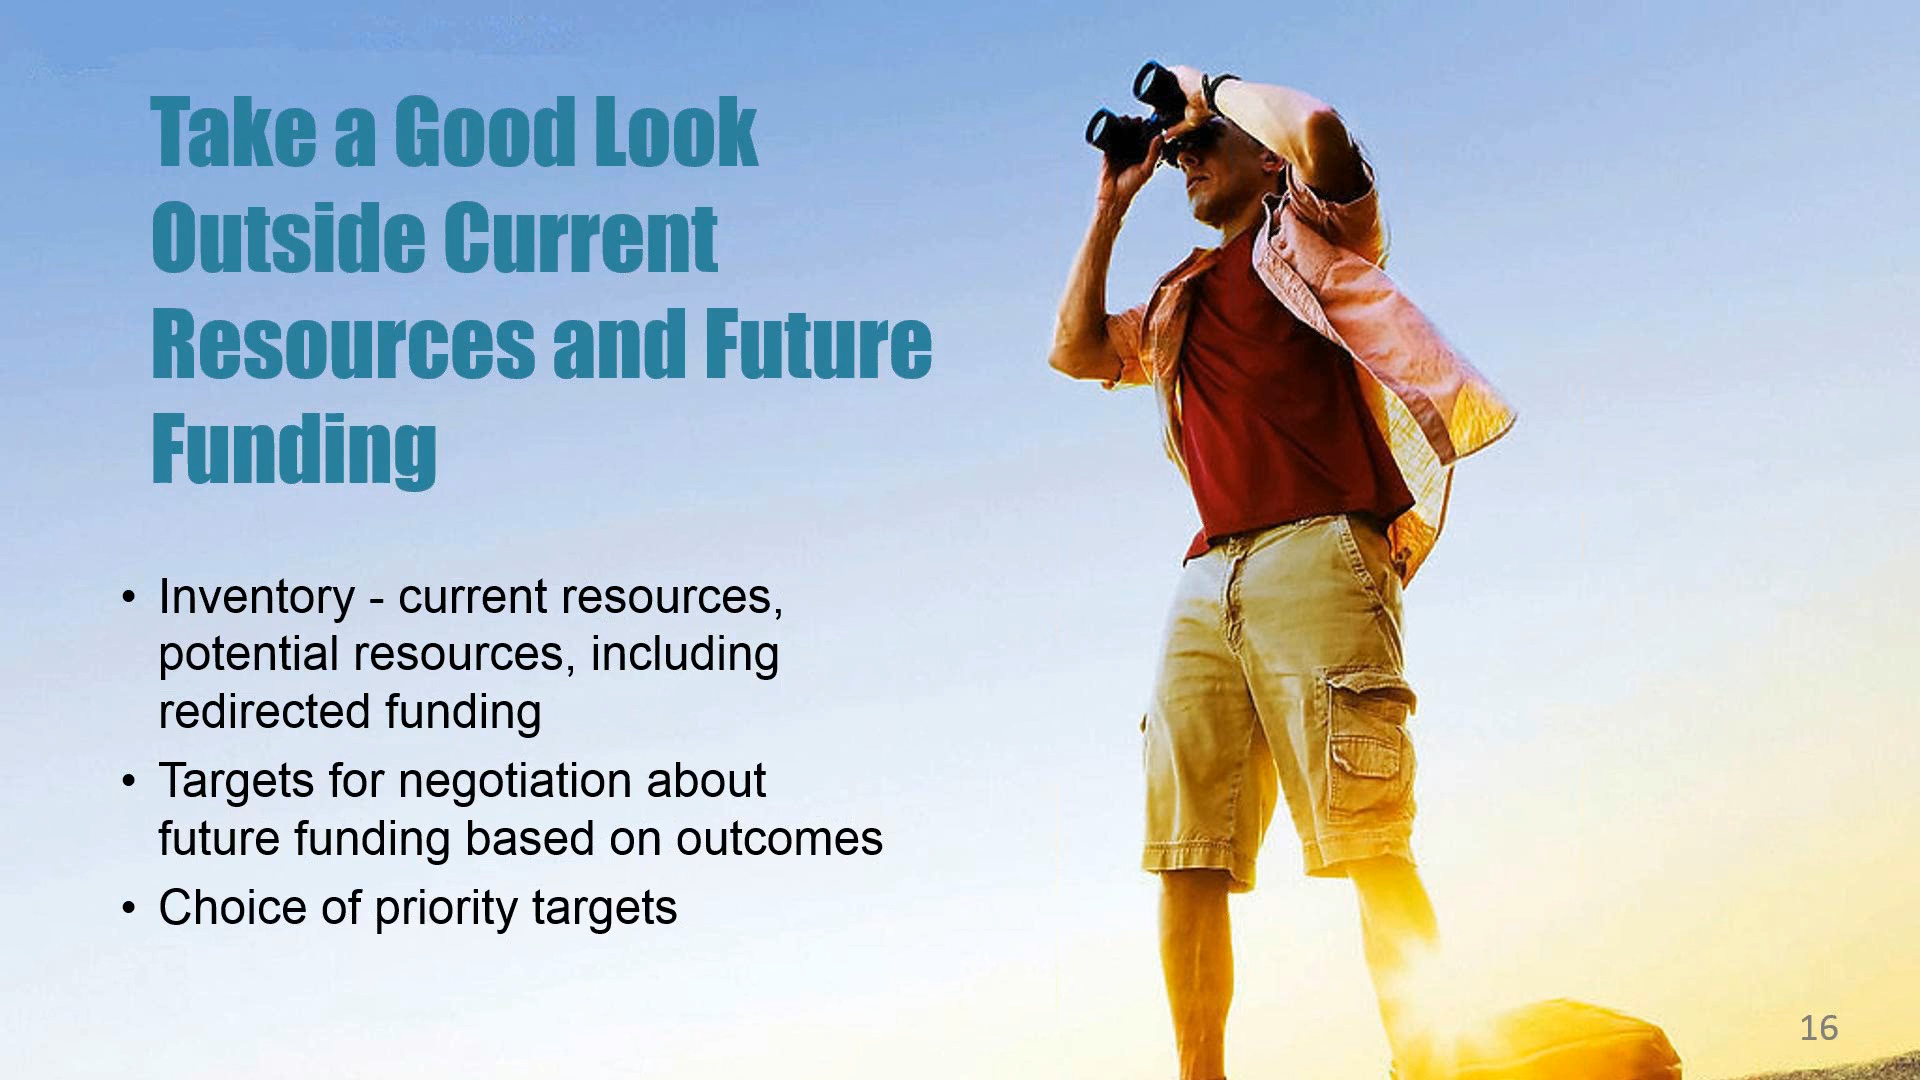 Take a Good Look
Outside Current
Resources and Future
Funding
• Inventory - current resources,
potential resources, including
redirected funding
• Targets for negotiation about
future funding based on outcomes
• Choice of priority targets
16